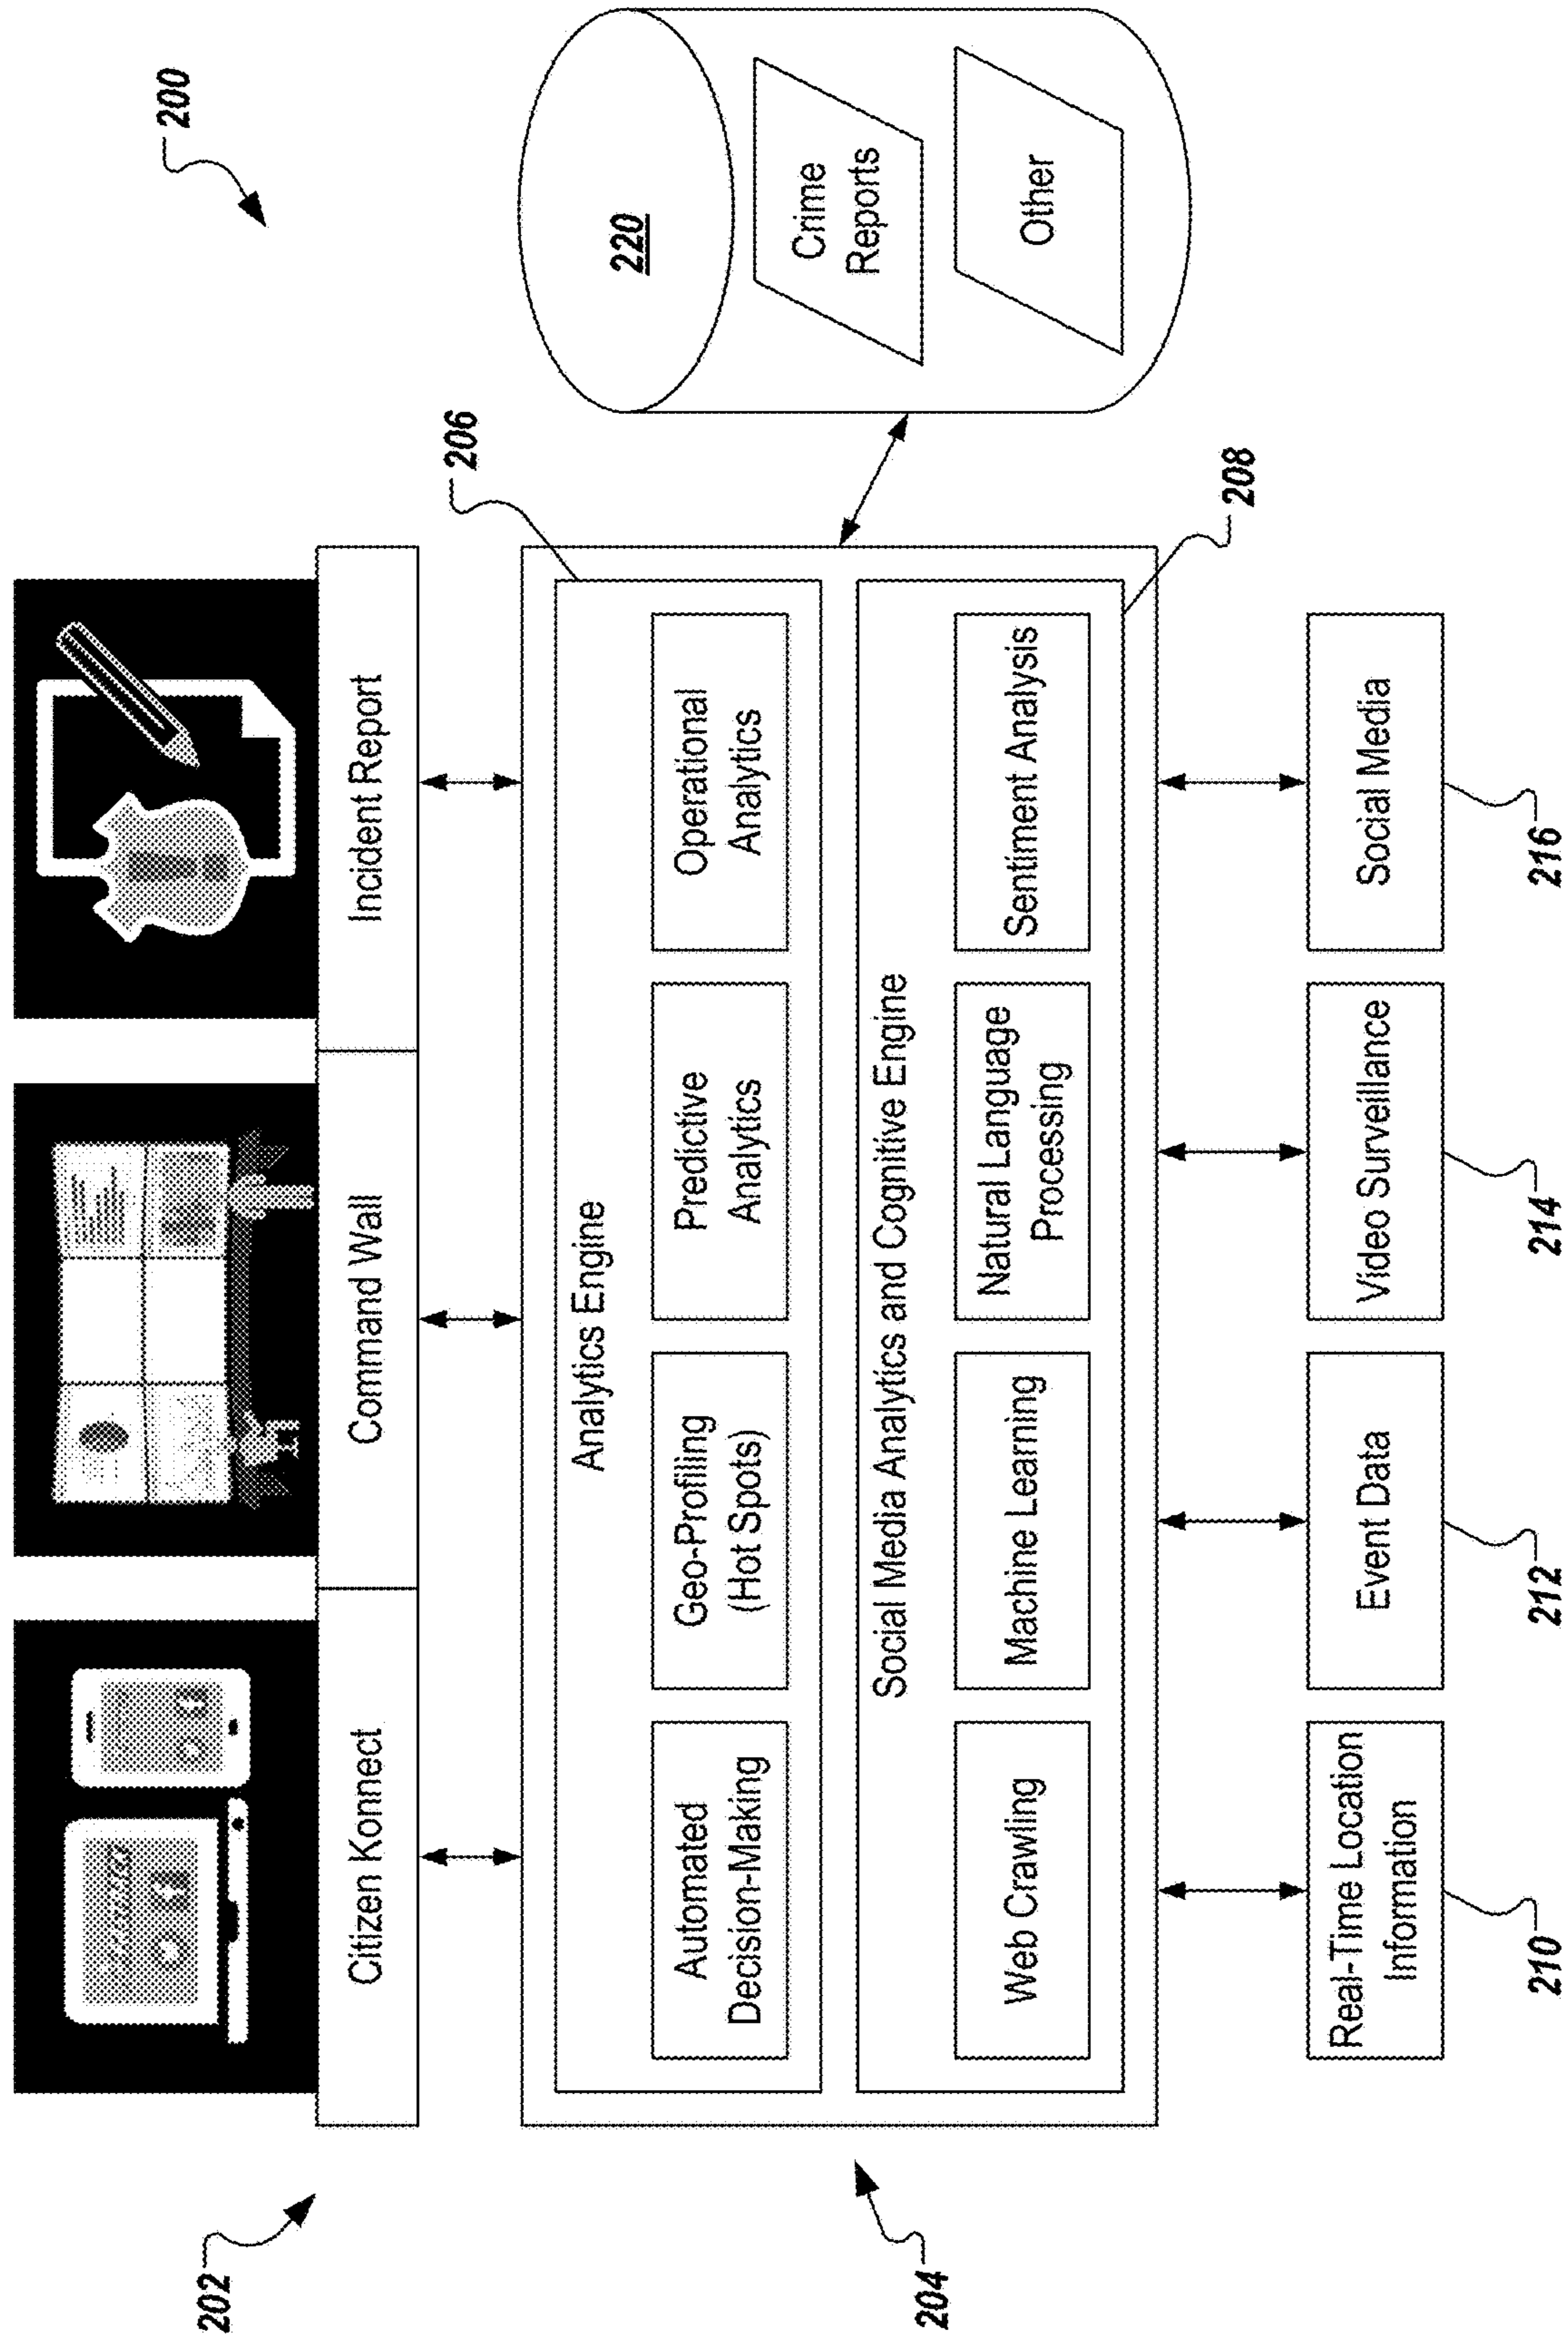 200
202
Citizen Konnect
Command Wall
Incident Report
204
206
Analytics Engine
Automated
Decision-Making
Geo-Profiling
(Hot Spots)
Predictive
Analytics
Operational
Analytics
Social Media Analytics and Cognitive Engine
Web Crawling
Machine Learning
Natural Language
Processing
Sentiment Analysis
208
220
Crime
Reports
Other
Real-Time Location
Information
Event Data
Video Surveillance
Social Media
210
212
214
216